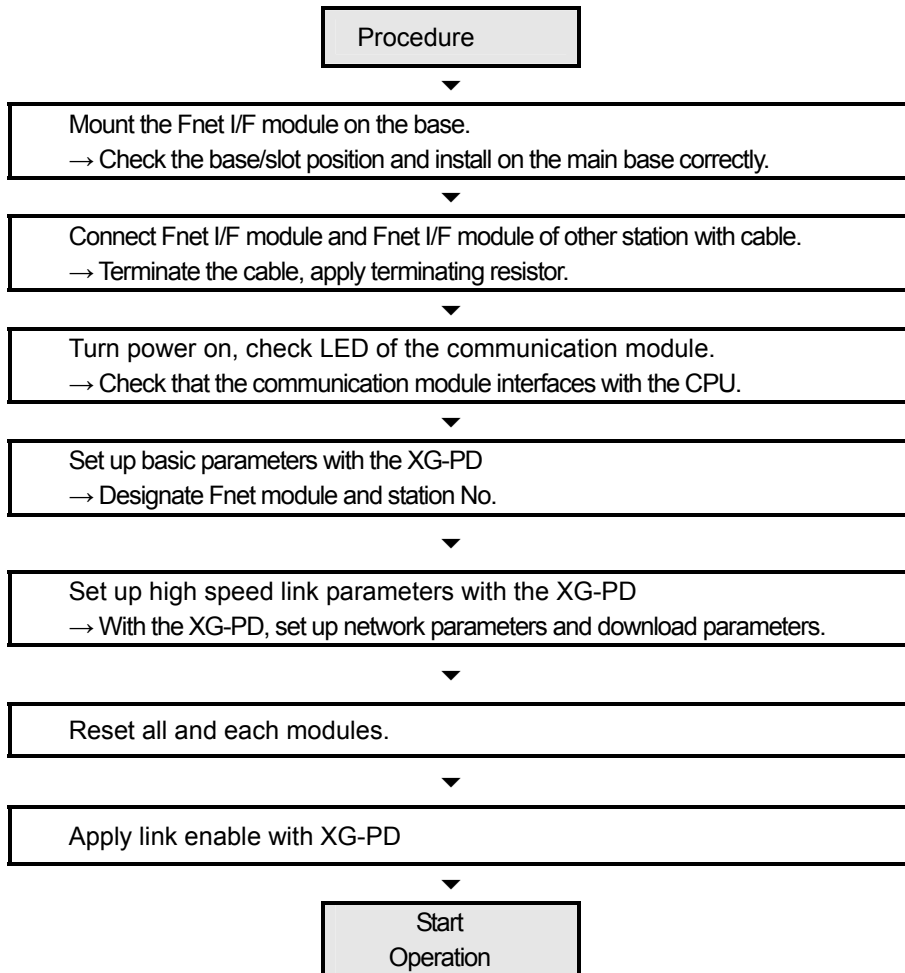 Procedure
Mount the Fnet I/F module on the base.
→ Check the base/slot position and install on the main base correctly.
Connect Fnet I/F module and Fnet I/F module of other station with cable.
→ Terminate the cable, apply terminating resistor.
Turn power on, check LED of the communication module.
→ Check that the communication module interfaces with the CPU.
Set up basic parameters with the XG-PD
→ Designate Fnet module and station No.
Set up high speed link parameters with the XG-PD
→ With the XG-PD, set up network parameters and download parameters.
Reset all and each modules.
Apply link enable with XG-PD
Start
Operation